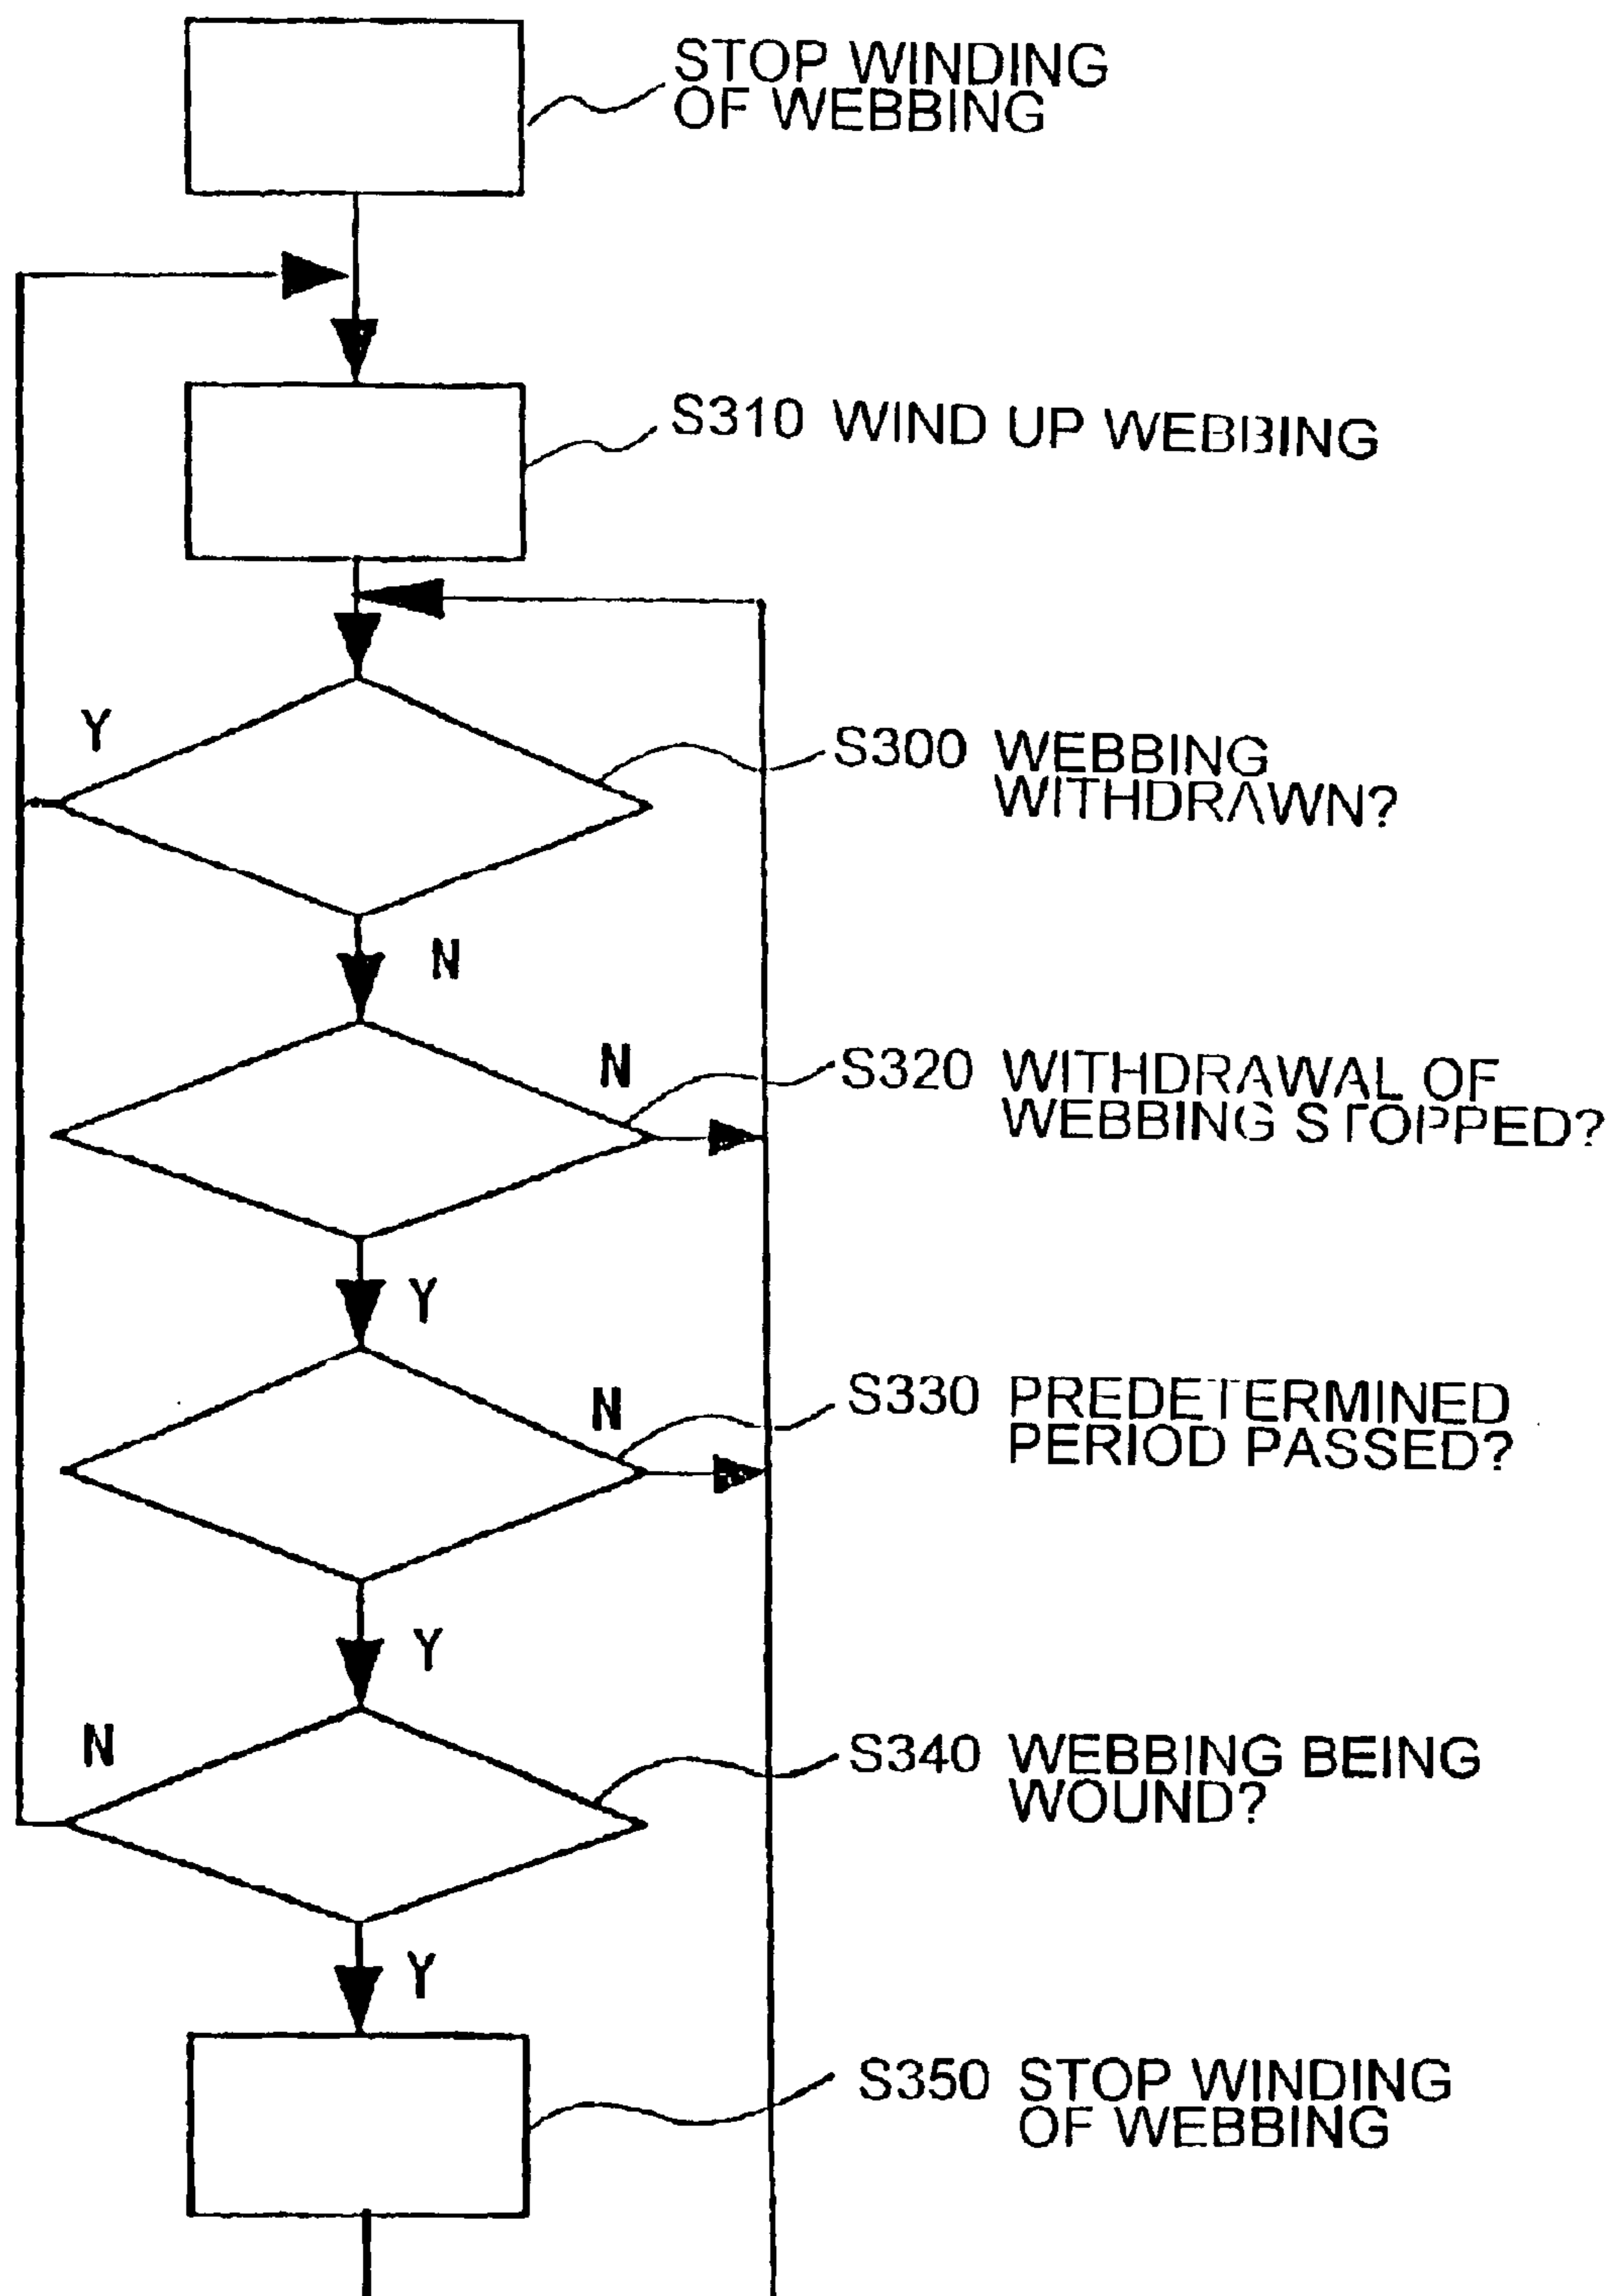 STOP WINDING
OF WEBBING
S310 WIND UP WEBBING
Y
S300 WEBBING
WITHDRAWN?
N
N
S320 WITHDRAWAL OF
WEBBING STOPPED?
Y
N
S330 PREDETERMINED
PERIOD PASSED?
Y
N
S340 WEBBING BEING
WOUND?
Y
S350 STOP WINDING
OF WEBBING